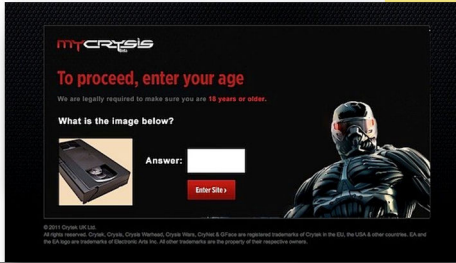 MYCRYSIS
To proceed, enter your age
We are legally required to make sure you are 18 years or older.
What is the image below?
Answer:
Enter Site ›
© 2011 Crytek UK Ltd.
All rights reserved. Crytek, Crysis, Crysis Warhead, Crysis Wars, CryNet & GFace are registered trademarks of Crytek in the EU, the USA & other countries. EA and
the EA logo are trademarks of Electronic Arts Inc. All other trademarks are the property of their respective owners.